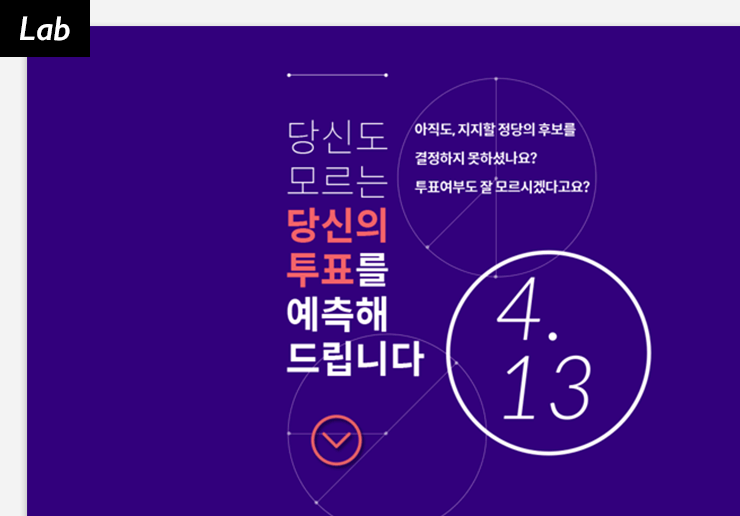 Lab
당신도
모르는
당신의
투표를
예측해
드립니다
아직도, 지지할 정당의 후보를
결정하지 못하셨나요?
투표여부도 잘 모르시겠다고요?
4.
13